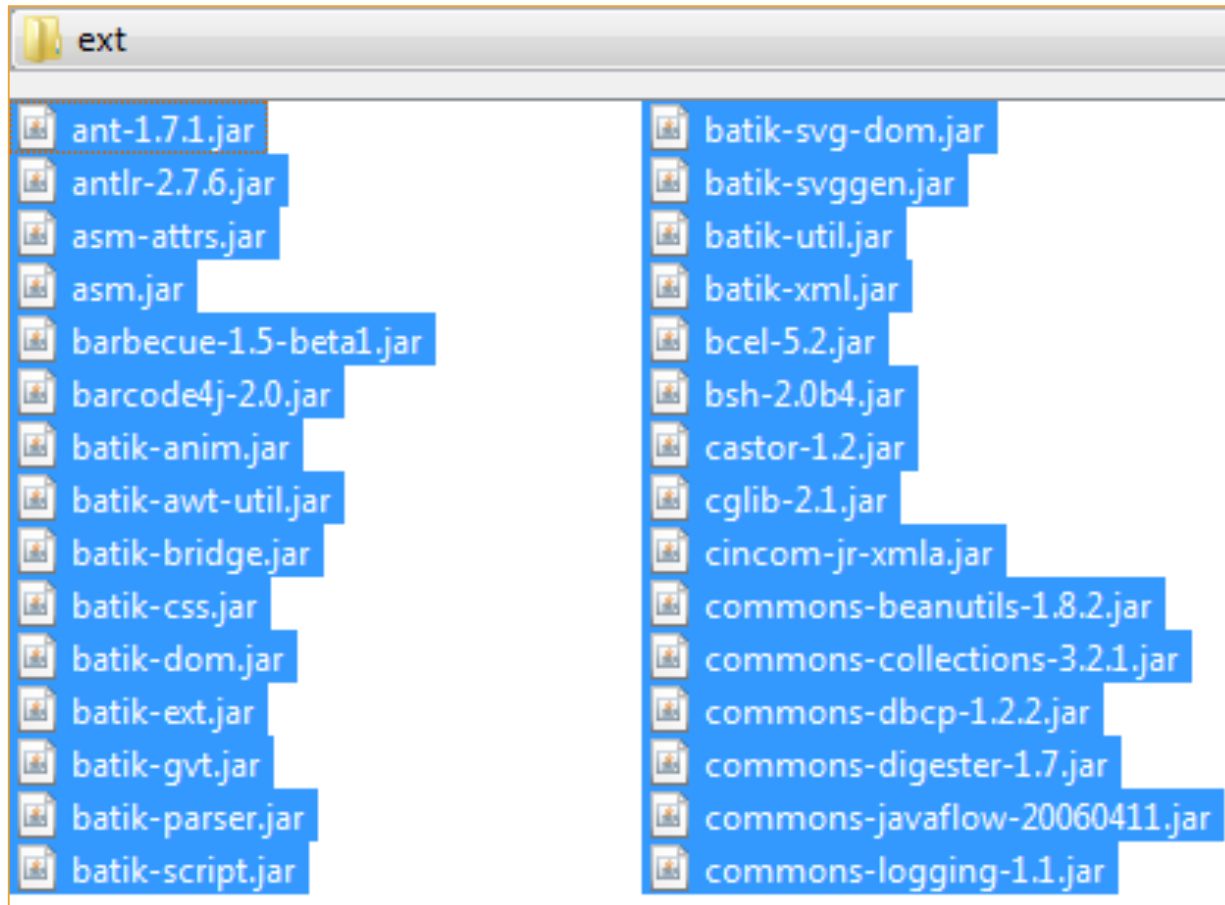 ext
ant-1.7.1.jar
antlr-2.7.6.jar
asm-attrs.jar
asm.jar
barbecue-1.5-beta1.jar
barcode4j-2.0.jar
batik-anim.jar
batik-awt-util.jar
batik-bridge.jar
batik-css.jar
batik-dom.jar
batik-ext.jar
batik-gvt.jar
batik-parser.jar
batik-script.jar
batik-svg-dom.jar
batik-svggen.jar
batik-util.jar
batik-xml.jar
bcel-5.2.jar
bsh-2.0b4.jar
castor-1.2.jar
cglib-2.1.jar
cincom-jr-xmla.jar
commons-beanutils-1.8.2.jar
commons-collections-3.2.1.jar
commons-dbcp-1.2.2.jar
commons-digester-1.7.jar
commons-javaflow-20060411.jar
commons-logging-1.1.jar